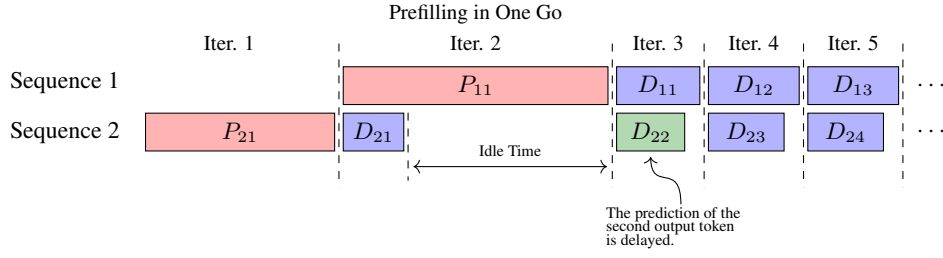 Prefilling in One Go
Iter. 1 Iter. 2 Iter. 3 Iter. 4 Iter. 5
Sequence 1 P₁₁ D₁₁ D₁₂ D₁₃ ···
Sequence 2 P₂₁ D₂₁ D₂₂ D₂₃ D₂₄ ···
Idle Time
The prediction of the
second output token
is delayed.